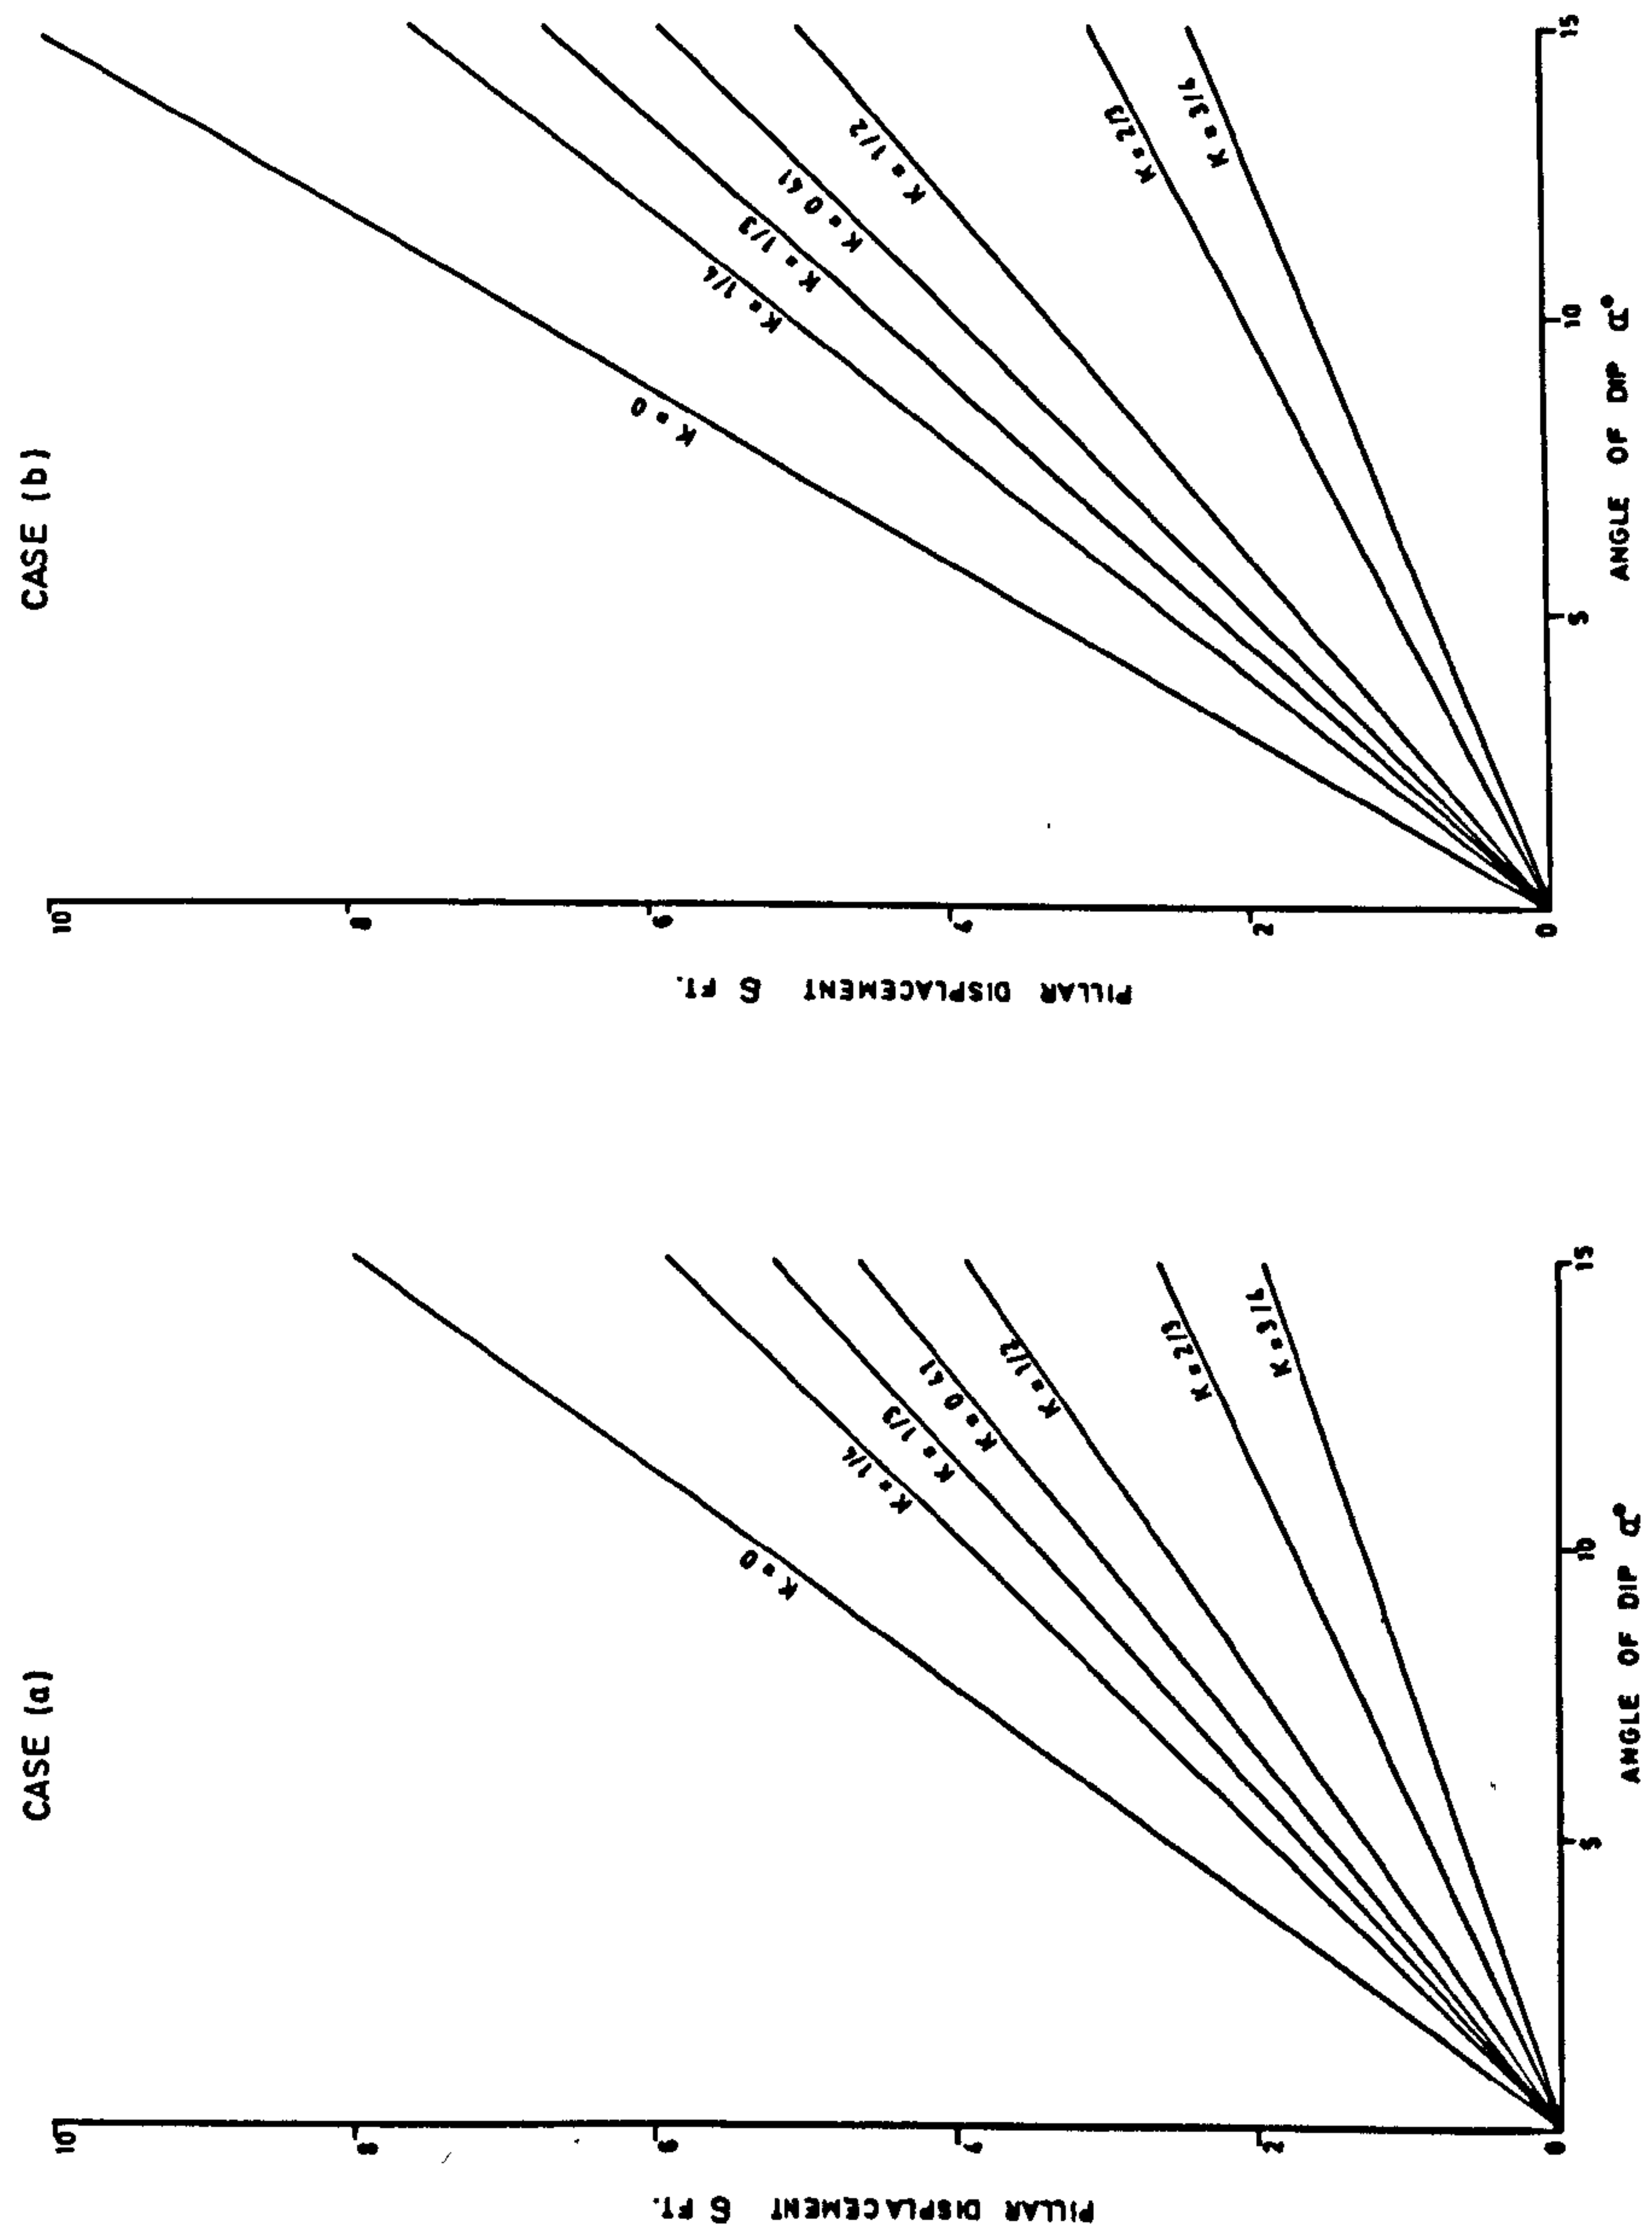 CASE (a)
PILLAR DISPLACEMENT δ FT.
10
8
6
4
2
0
5
10
15
ANGLE OF DIP α°
K = 0
K = 1/4
K = 1/3
K = 0 41
K = 1/2
K = 2/3
K = 3/4
CASE (b)
PILLAR DISPLACEMENT δ FT.
10
8
6
4
2
0
5
10
15
ANGLE OF DIP α°
K = 0
K = 1/4
K = 1/3
K = 0 41
K = 1/2
K = 2/3
K = 3/4